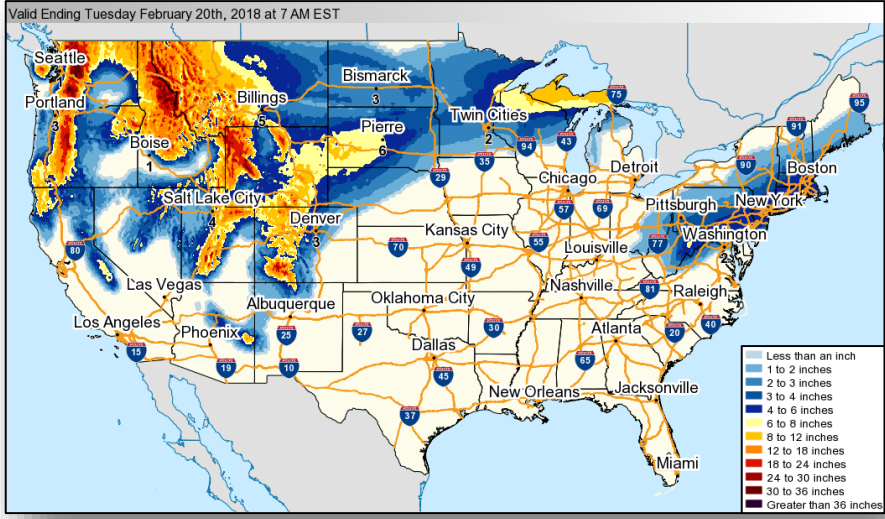 Valid Ending Tuesday February 20th, 2018 at 7 AM EST
Seattle
1
Bismarck
3
75
95
Portland
3
Billings
5
Twin Cities
2
Pierre
6
91
94
43
Boise
1
35
90
Boston
Detroit
29
Chicago
Salt Lake City
Pittsburgh
New York
57
69
Denver
3
Kansas City
Washington
2
80
70
55
77
Louisville
49
Las Vegas
Nashville
81
Raleigh
Albuquerque
Oklahoma City
Los Angeles
Phoenix
25
27
30
Atlanta
20
40
15
Dallas
65
19
10
45
New Orleans
Jacksonville
37
Miami
Less than an inch
1 to 2 inches
2 to 3 inches
3 to 4 inches
4 to 6 inches
6 to 8 inches
8 to 12 inches
12 to 18 inches
18 to 24 inches
24 to 30 inches
30 to 36 inches
Greater than 36 inches